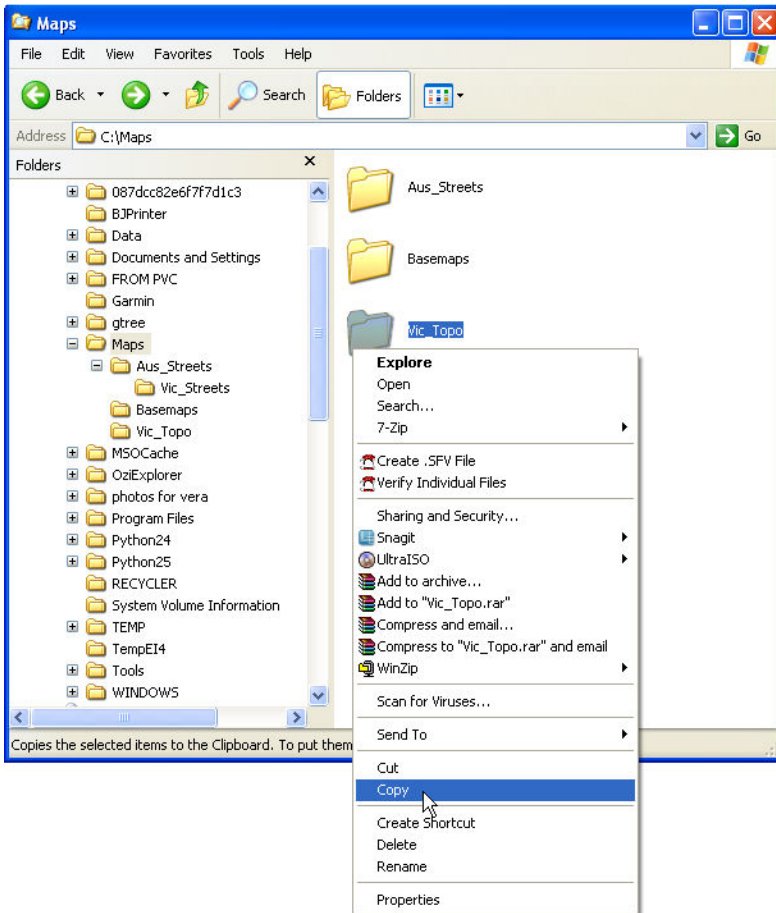 Maps
File Edit View Favorites Tools Help
Back Search Folders
Address C:\Maps Go
Folders
087dcc82e6f7f7d1c3
BJPrinter
Data
Documents and Settings
FROM PVC
Garmin
gtree
Maps
Aus_Streets
Vic_Streets
Basemaps
Vic_Topo
MSOCache
OziExplorer
photos for vera
Program Files
Python24
Python25
RECYCLER
System Volume Information
TEMP
TempEI4
Tools
WINDOWS
Aus_Streets
Basemaps
Vic_Topo
Explore
Open
Search...
7-Zip
Create .SFV File
Verify Individual Files
Sharing and Security...
Snagit
UltraISO
Add to archive...
Add to "Vic_Topo.rar"
Compress and email...
Compress to "Vic_Topo.rar" and email
WinZip
Scan for Viruses...
Send To
Cut
Copy
Create Shortcut
Delete
Rename
Properties
Copies the selected items to the Clipboard. To put them